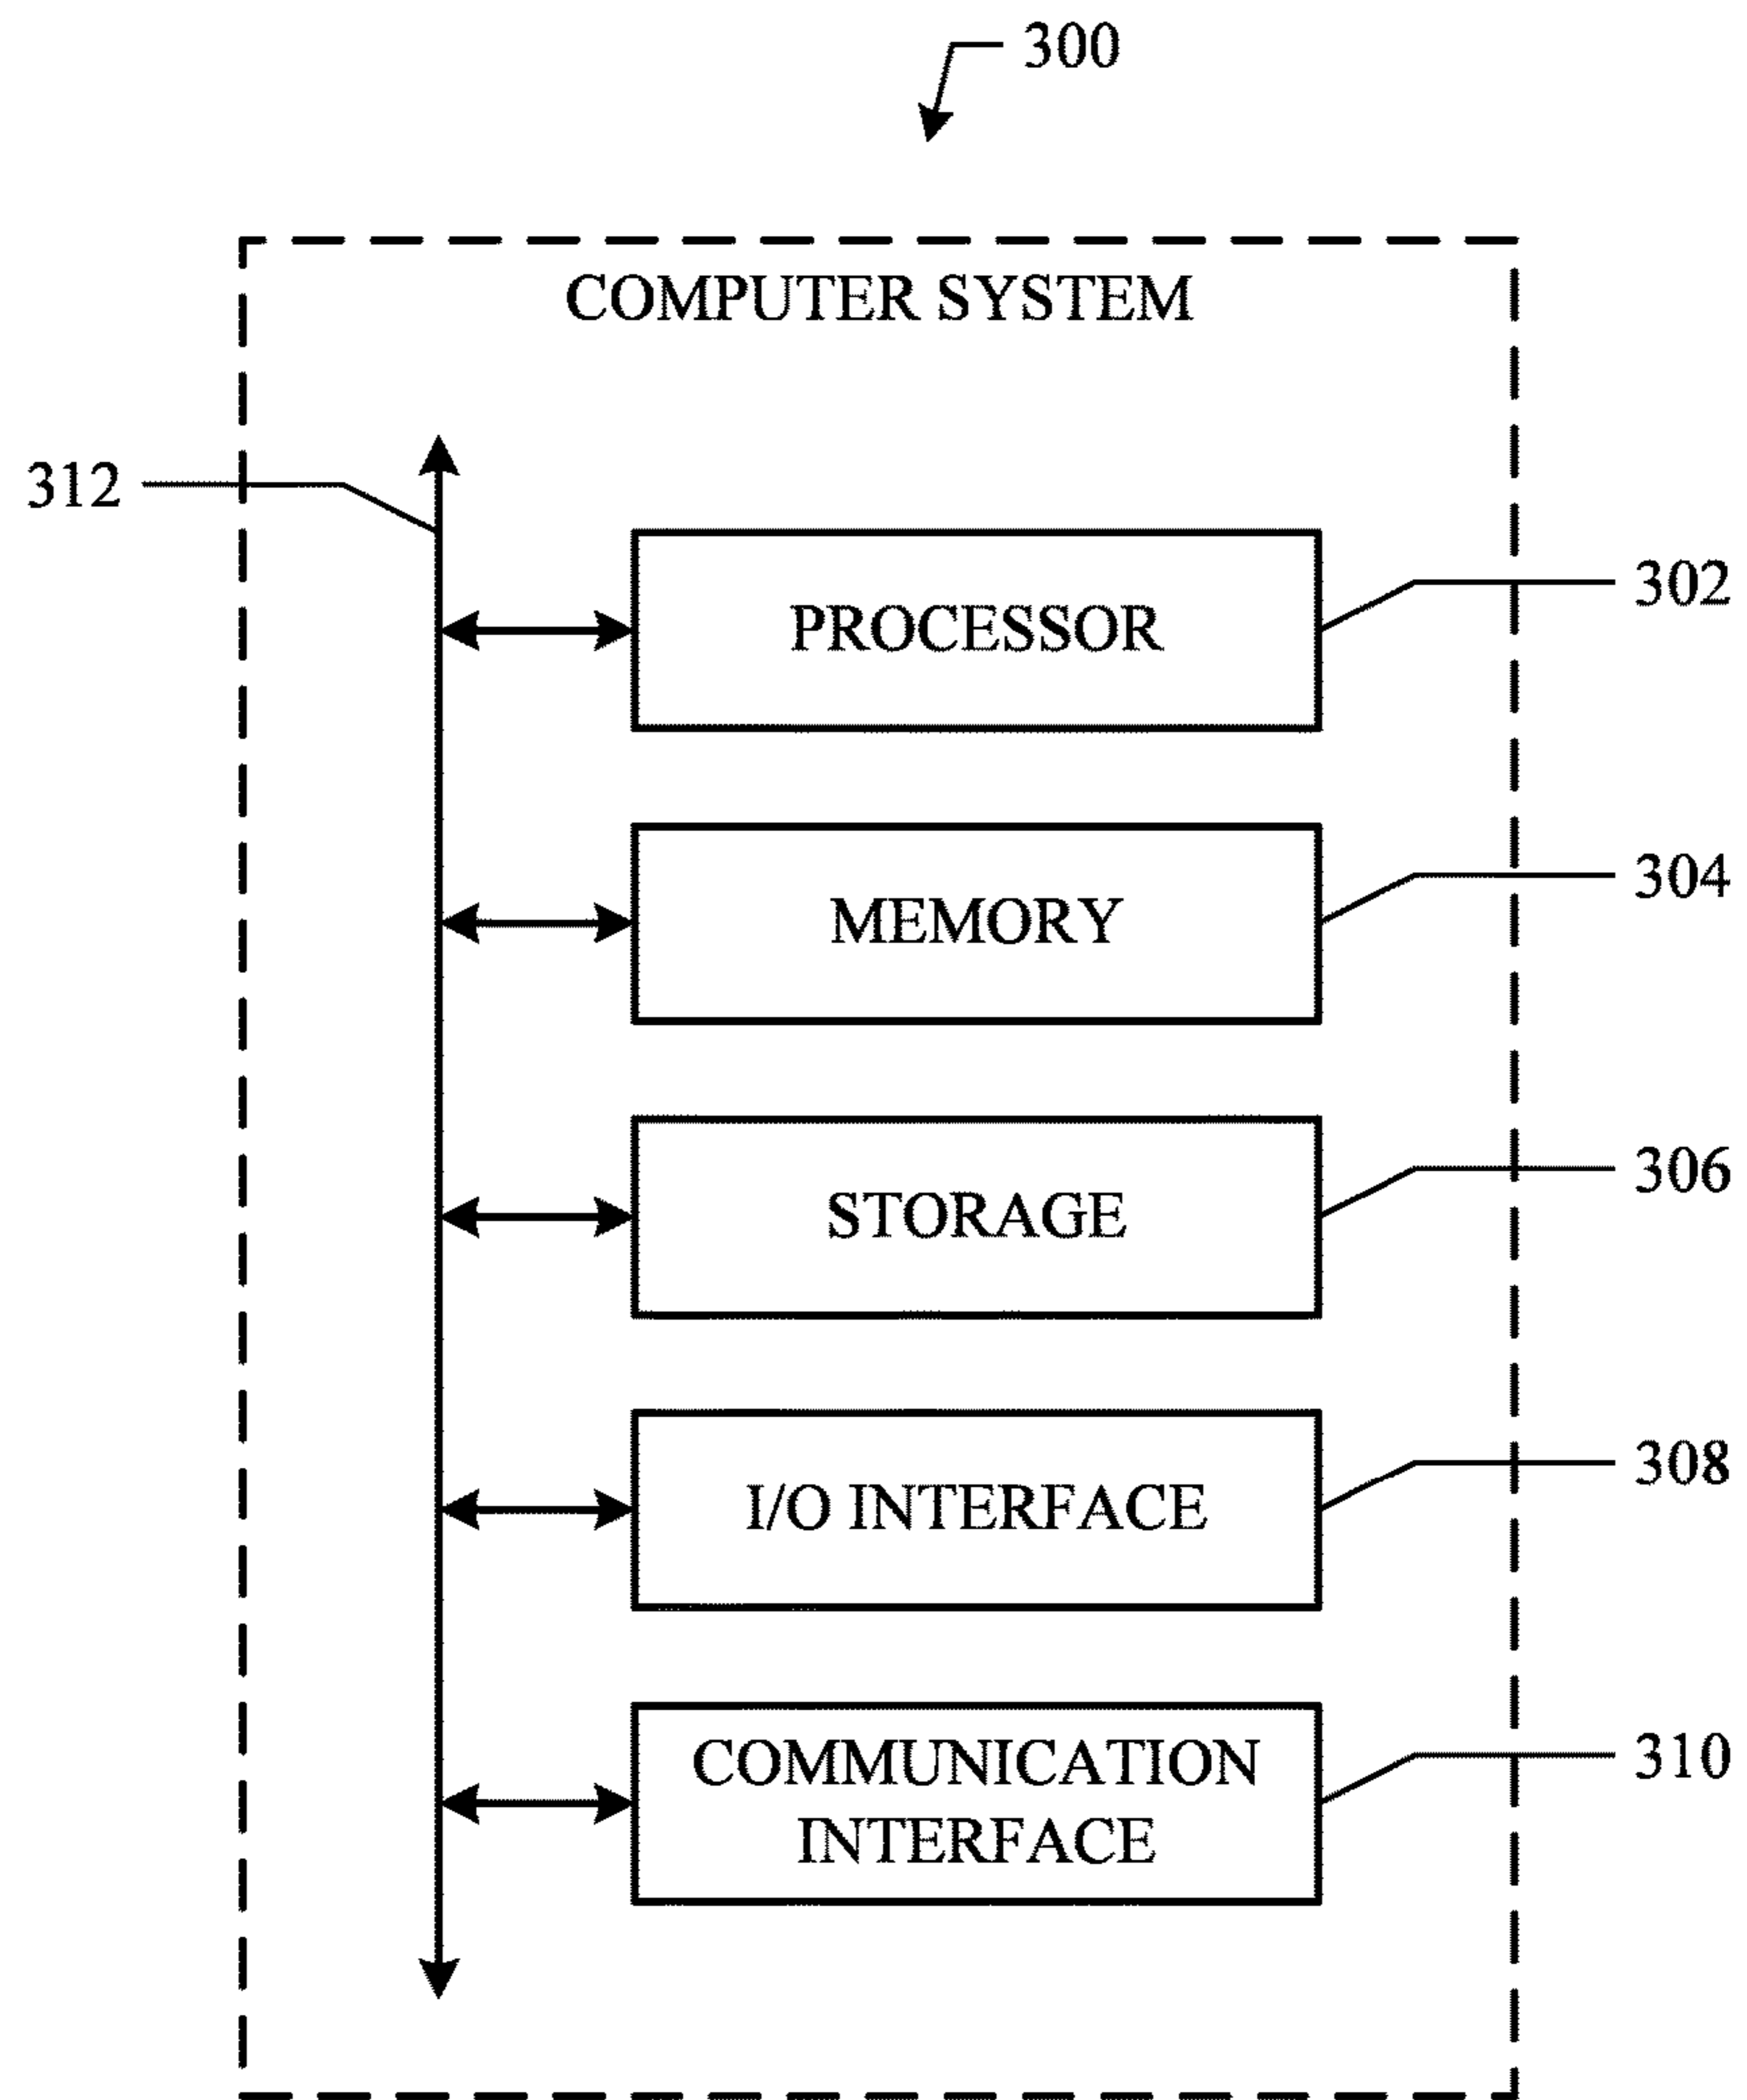 300
COMPUTER SYSTEM
312
PROCESSOR
302
MEMORY
304
STORAGE
306
I/O INTERFACE
308
COMMUNICATION
INTERFACE
310